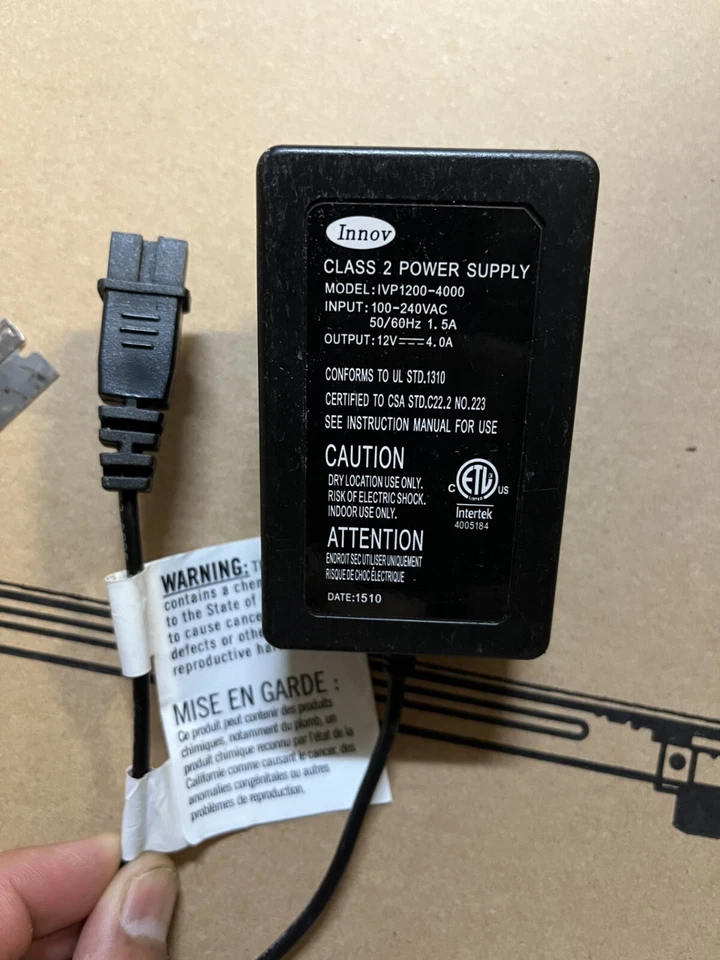 Innov
CLASS 2 POWER SUPPLY
MODEL:IVP1200-4000
INPUT:100-240VAC
50/60Hz 1.5A
OUTPUT:12V⎓4.0A
CONFORMS TO UL STD.1310
CERTIFIED TO CSA STD.C22.2 NO.223
SEE INSTRUCTION MANUAL FOR USE
CAUTION
DRY LOCATION USE ONLY.
RISK OF ELECTRIC SHOCK.
INDOOR USE ONLY.
C ETL US
LISTED
Intertek
4005184
ATTENTION
ENDROIT SEC UTILISER UNIQUEMENT
RISQUE DE CHOC ÉLECTRIQUE
DATE:1510
WARNING:
contains a
to the State of
to cause
defects or
reproductive
MISE EN GARDE :
Ce produit peut contenir des produits
chimiques, notamment du plomb, un
produit chimique reconnu par l'état de la
Californie comme causant le cancer, des
anomalies congénitales ou autres
problèmes de reproduction.